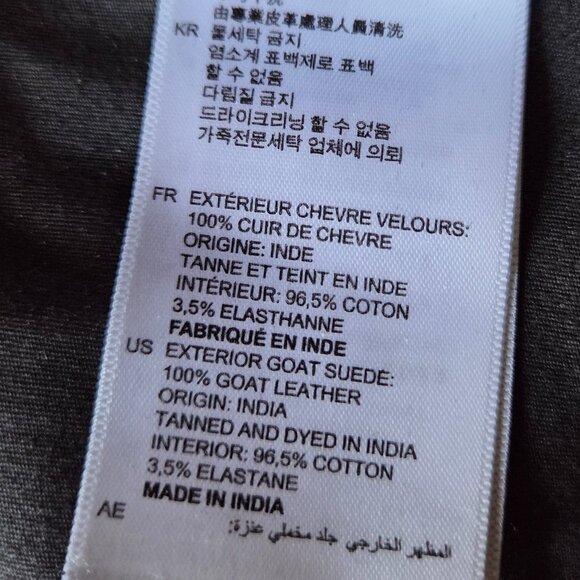 由專業皮革處理人員清洗
KR 물세탁 금지
염소계 표백제로 표백
할 수 없음
다림질 금지
드라이크리닝 할 수 없음
가죽전문세탁 업체에 의뢰
FR EXTÉRIEUR CHEVRE VELOURS:
100% CUIR DE CHEVRE
ORIGINE: INDE
TANNE ET TEINT EN INDE
INTÉRIEUR: 96,5% COTON
3,5% ELASTHANNE
FABRIQUÉ EN INDE
US EXTERIOR GOAT SUEDE:
100% GOAT LEATHER
ORIGIN: INDIA
TANNED AND DYED IN INDIA
INTERIOR: 96,5% COTTON
3,5% ELASTANE
MADE IN INDIA
AE المظهر الخارجي جلد مخملي عنزة: